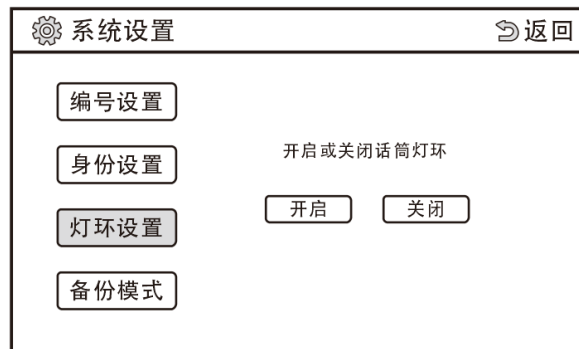 系统设置
返回
编号设置
身份设置
灯环设置
备份模式
开启或关闭话筒灯环
开启
关闭